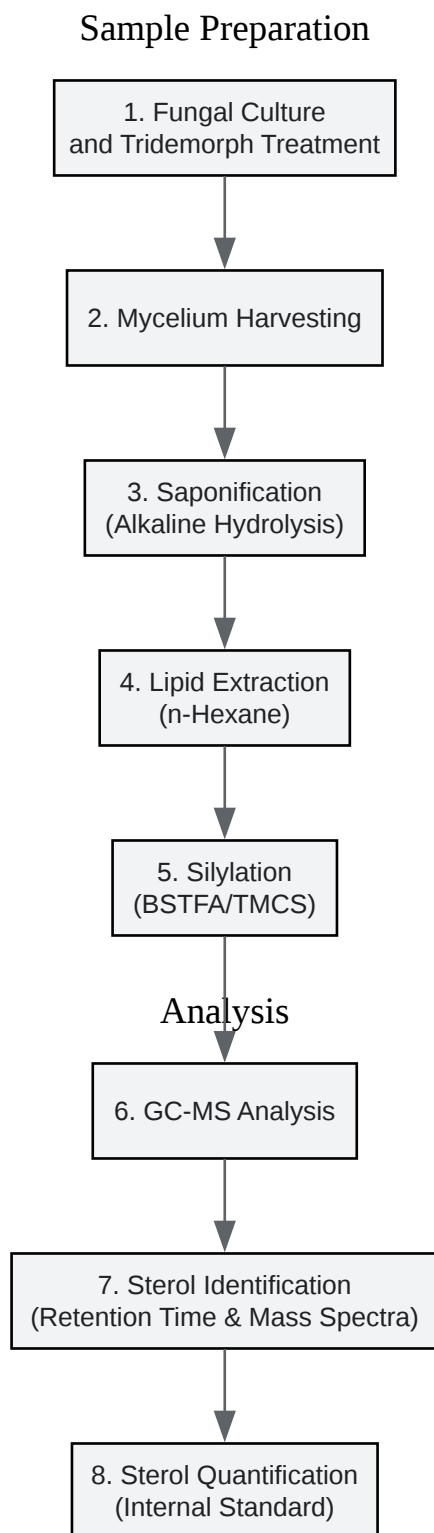 Sample Preparation
1. Fungal Culture
and Tridemorph Treatment
2. Mycelium Harvesting
3. Saponification
(Alkaline Hydrolysis)
4. Lipid Extraction
(n-Hexane)
5. Silylation
(BSTFA/TMCS)
Analysis
6. GC-MS Analysis
7. Sterol Identification
(Retention Time & Mass Spectra)
8. Sterol Quantification
(Internal Standard)